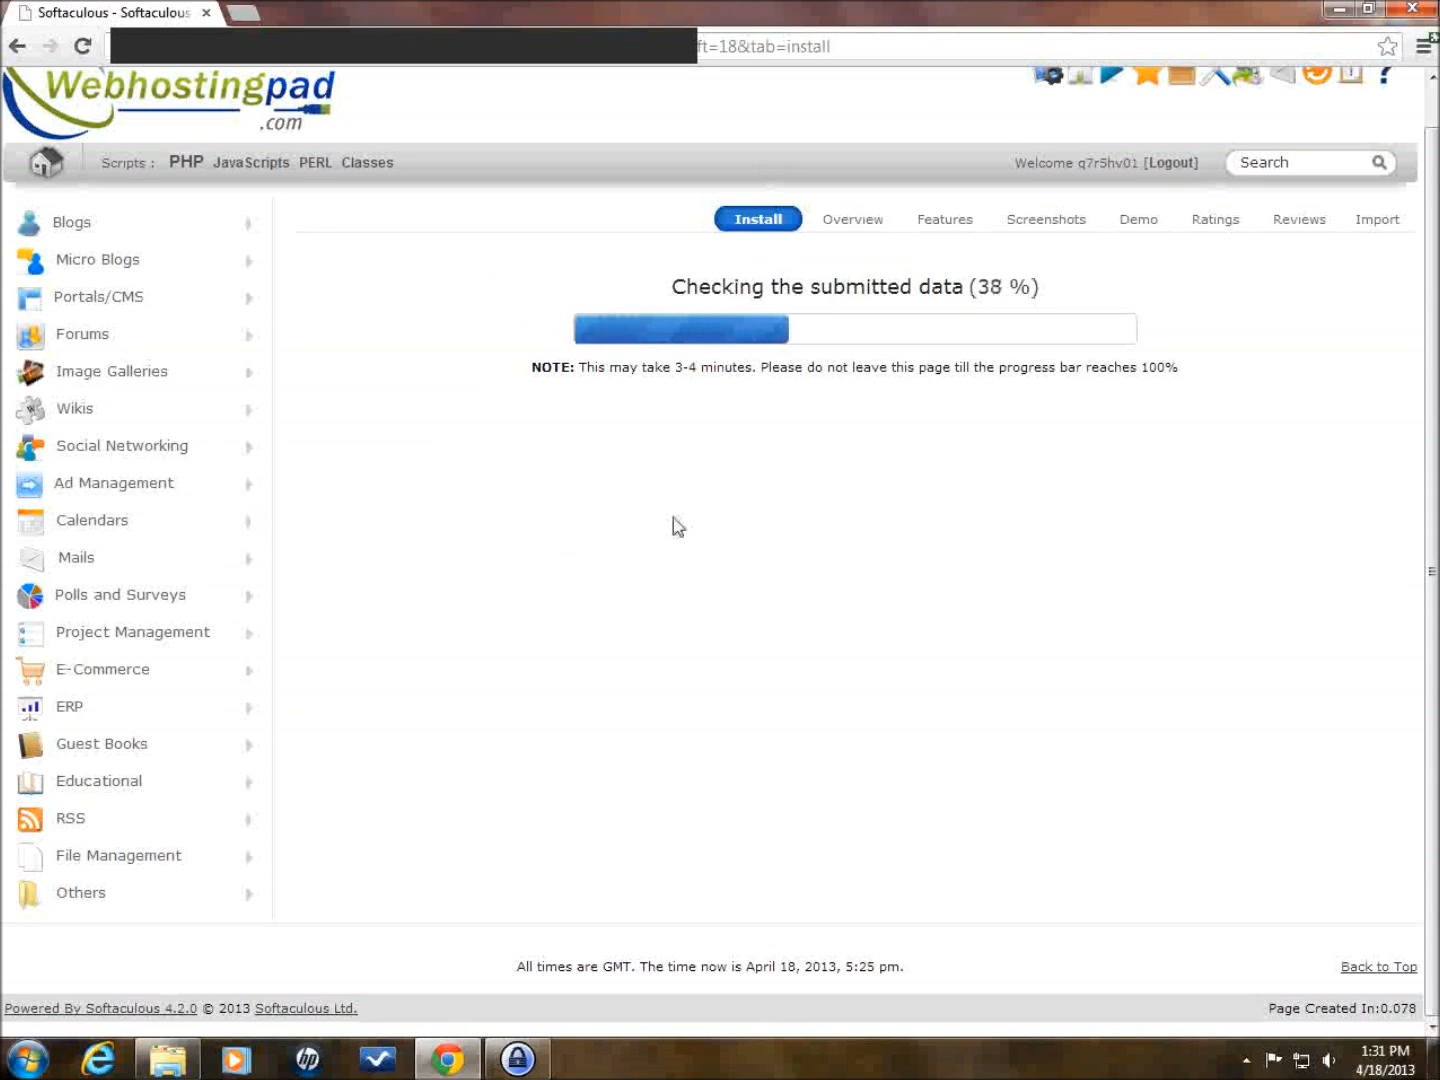 Softaculous - Softaculous
ft=18&tab=install
Webhostingpad
.com
Scripts : PHP JavaScripts PERL Classes
Welcome q7r5hv01 [Logout]
Search
Install Overview Features Screenshots Demo Ratings Reviews Import
Blogs
Micro Blogs
Portals/CMS
Forums
Image Galleries
Wikis
Social Networking
Ad Management
Calendars
Mails
Polls and Surveys
Project Management
E-Commerce
ERP
Guest Books
Educational
RSS
File Management
Others
Checking the submitted data (38 %)
NOTE: This may take 3-4 minutes. Please do not leave this page till the progress bar reaches 100%
All times are GMT. The time now is April 18, 2013, 5:25 pm.
Back to Top
Powered By Softaculous 4.2.0 © 2013 Softaculous Ltd.
Page Created In:0.078
hp
1:31 PM
4/18/2013